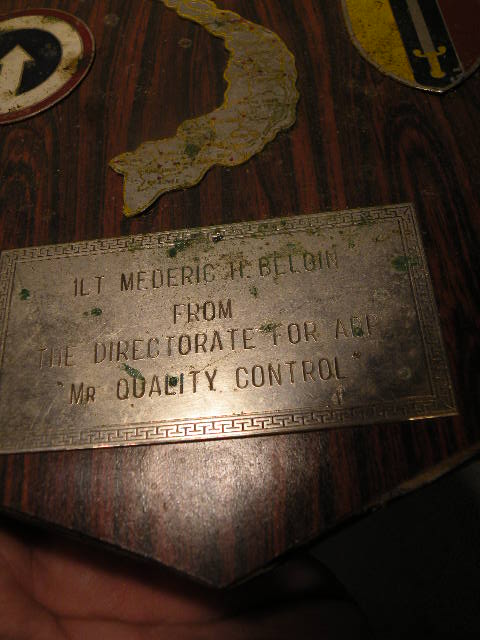 1LT MEDERIC H. BELOIN
FROM
THE DIRECTORATE FOR
"MR QUALITY CONTROL"